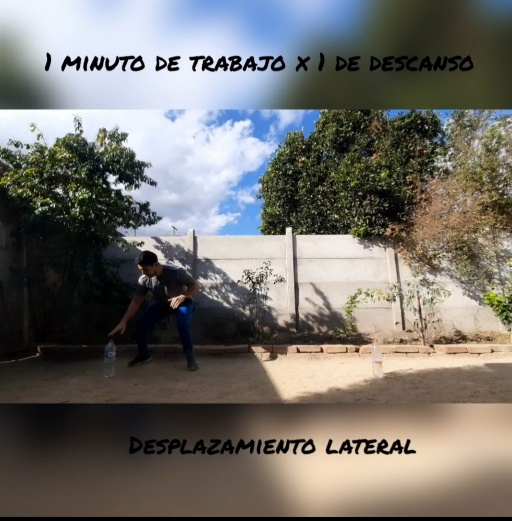 1 minuto de trabajo x 1 de descanso
Desplazamiento lateral